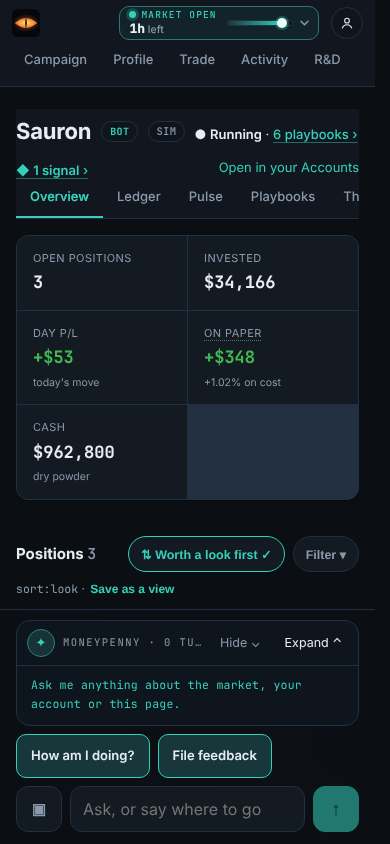 MARKET OPEN
1h left
Campaign Profile Trade Activity R&D
Sauron BOT SIM ● Running · 6 playbooks ›
◆ 1 signal › Open in your Accounts
Overview Ledger Pulse Playbooks Th
OPEN POSITIONS INVESTED
3 $34,166
DAY P/L ON PAPER
+$53 +$348
today's move +1.02% on cost
CASH
$962,800
dry powder
Positions 3 ⇅ Worth a look first ✓ Filter ▾
sort:look · Save as a view
MONEYPENNY · 0 TU… Hide ⌄ Expand ⌃
Ask me anything about the market, your
account or this page.
How am I doing? File feedback
Ask, or say where to go ↑